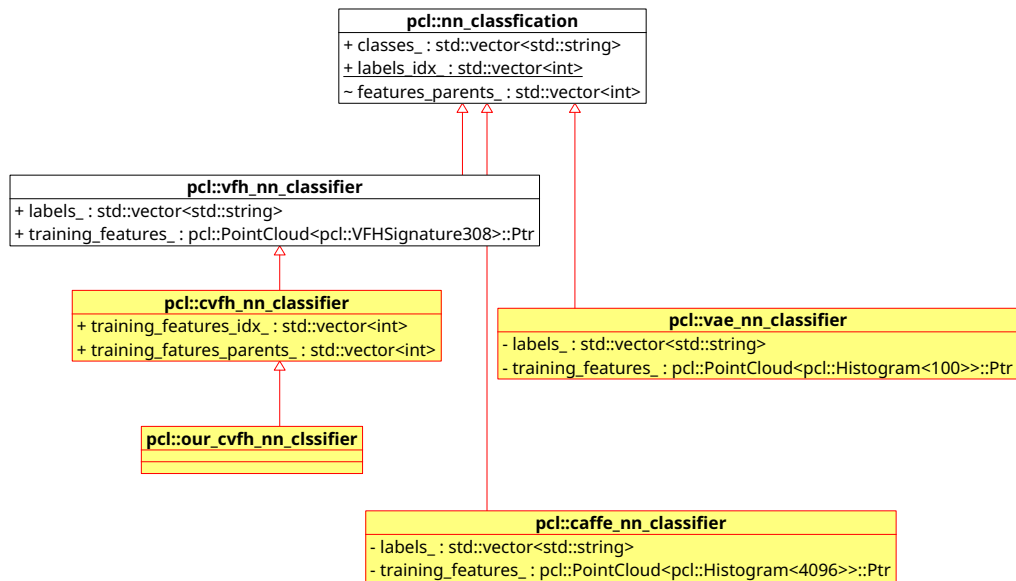 pcl::nn_classfication
+ classes_ : std::vector<std::string>
+ labels_idx_ : std::vector<int>
~ features_parents_ : std::vector<int>
pcl::vfh_nn_classifier
+ labels_ : std::vector<std::string>
+ training_features_ : pcl::PointCloud<pcl::VFHSignature308>::Ptr
pcl::cvfh_nn_classifier
+ training_features_idx_ : std::vector<int>
+ training_fatures_parents_ : std::vector<int>
pcl::vae_nn_classifier
- labels_ : std::vector<std::string>
- training_features_ : pcl::PointCloud<pcl::Histogram<100>>::Ptr
pcl::our_cvfh_nn_clssifier
pcl::caffe_nn_classifier
- labels_ : std::vector<std::string>
- training_features_ : pcl::PointCloud<pcl::Histogram<4096>>::Ptr